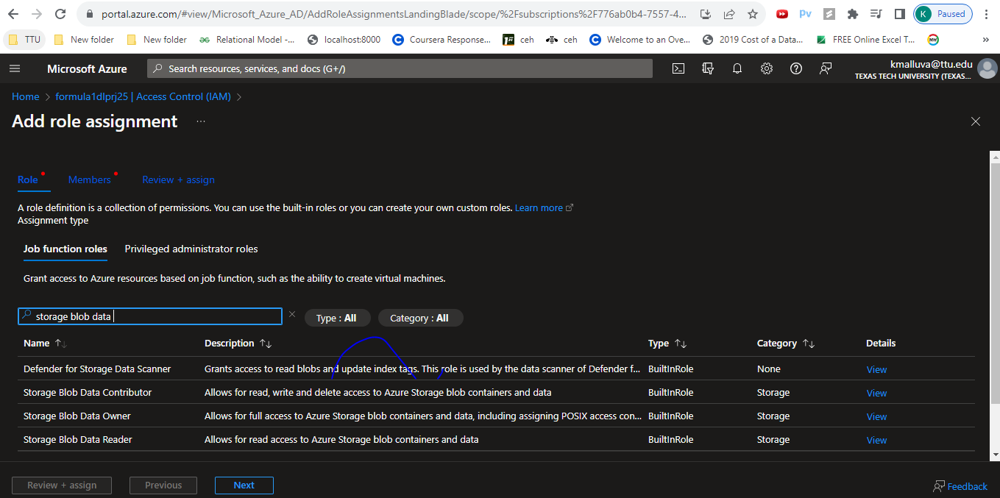 portal.azure.com/#view/Microsoft_Azure_AD/AddRoleAssignmentsLandingBlade/scope/%2Fsubscriptions%2F776ab0b4-7557-4...
Pv
K Paused
TTU New folder New folder Relational Model -... localhost:8000 Coursera Response... 1st ceh ceh Welcome to an Ove... 2019 Cost of a Data... FREE Online Excel T... MW »
Microsoft Azure
Search resources, services, and docs (G+/)
kmalluva@ttu.edu
TEXAS TECH UNIVERSITY (TEXAS...
Home > formula1dlprj25 | Access Control (IAM) >
Add role assignment ...
Role Members Review + assign
A role definition is a collection of permissions. You can use the built-in roles or you can create your own custom roles. Learn more
Assignment type
Job function roles Privileged administrator roles
Grant access to Azure resources based on job function, such as the ability to create virtual machines.
storage blob data
Type : All Category : All
Name Description Type Category Details
Defender for Storage Data Scanner Grants access to read blobs and update index tags. This role is used by the data scanner of Defender f... BuiltInRole None View
Storage Blob Data Contributor Allows for read, write and delete access to Azure Storage blob containers and data BuiltInRole Storage View
Storage Blob Data Owner Allows for full access to Azure Storage blob containers and data, including assigning POSIX access con... BuiltInRole Storage View
Storage Blob Data Reader Allows for read access to Azure Storage blob containers and data BuiltInRole Storage View
Review + assign Previous Next
Feedback